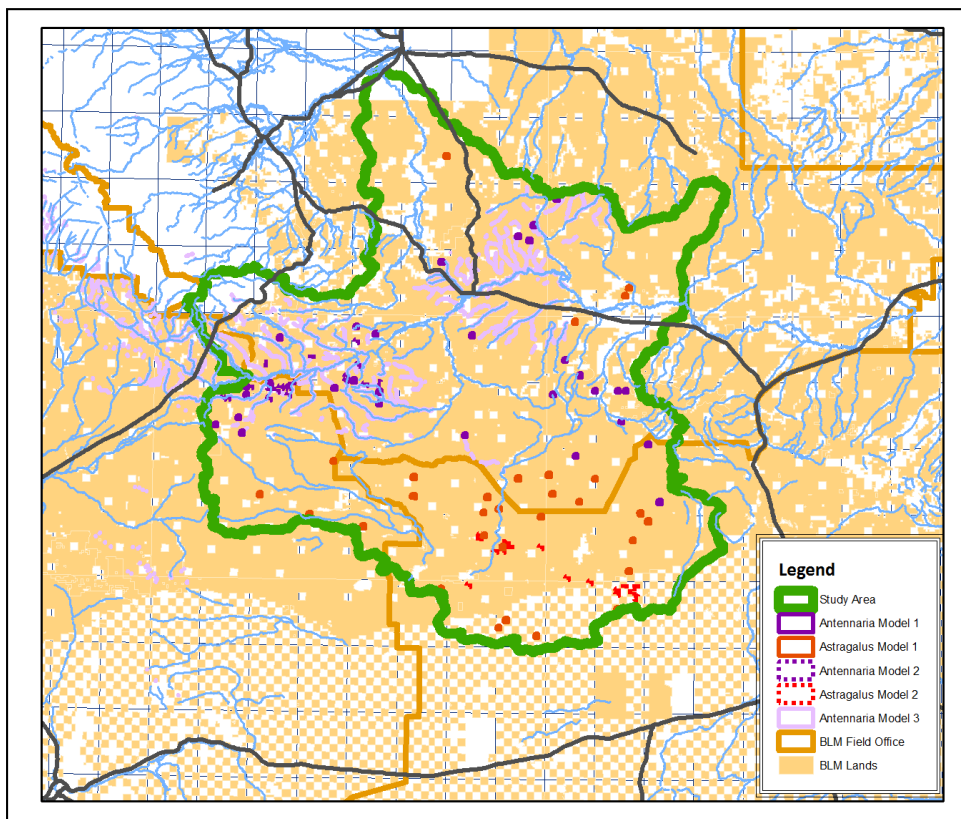 Legend
Study Area
Antennaria Model 1
Astragalus Model 1
Antennaria Model 2
Astragalus Model 2
Antennaria Model 3
BLM Field Office
BLM Lands